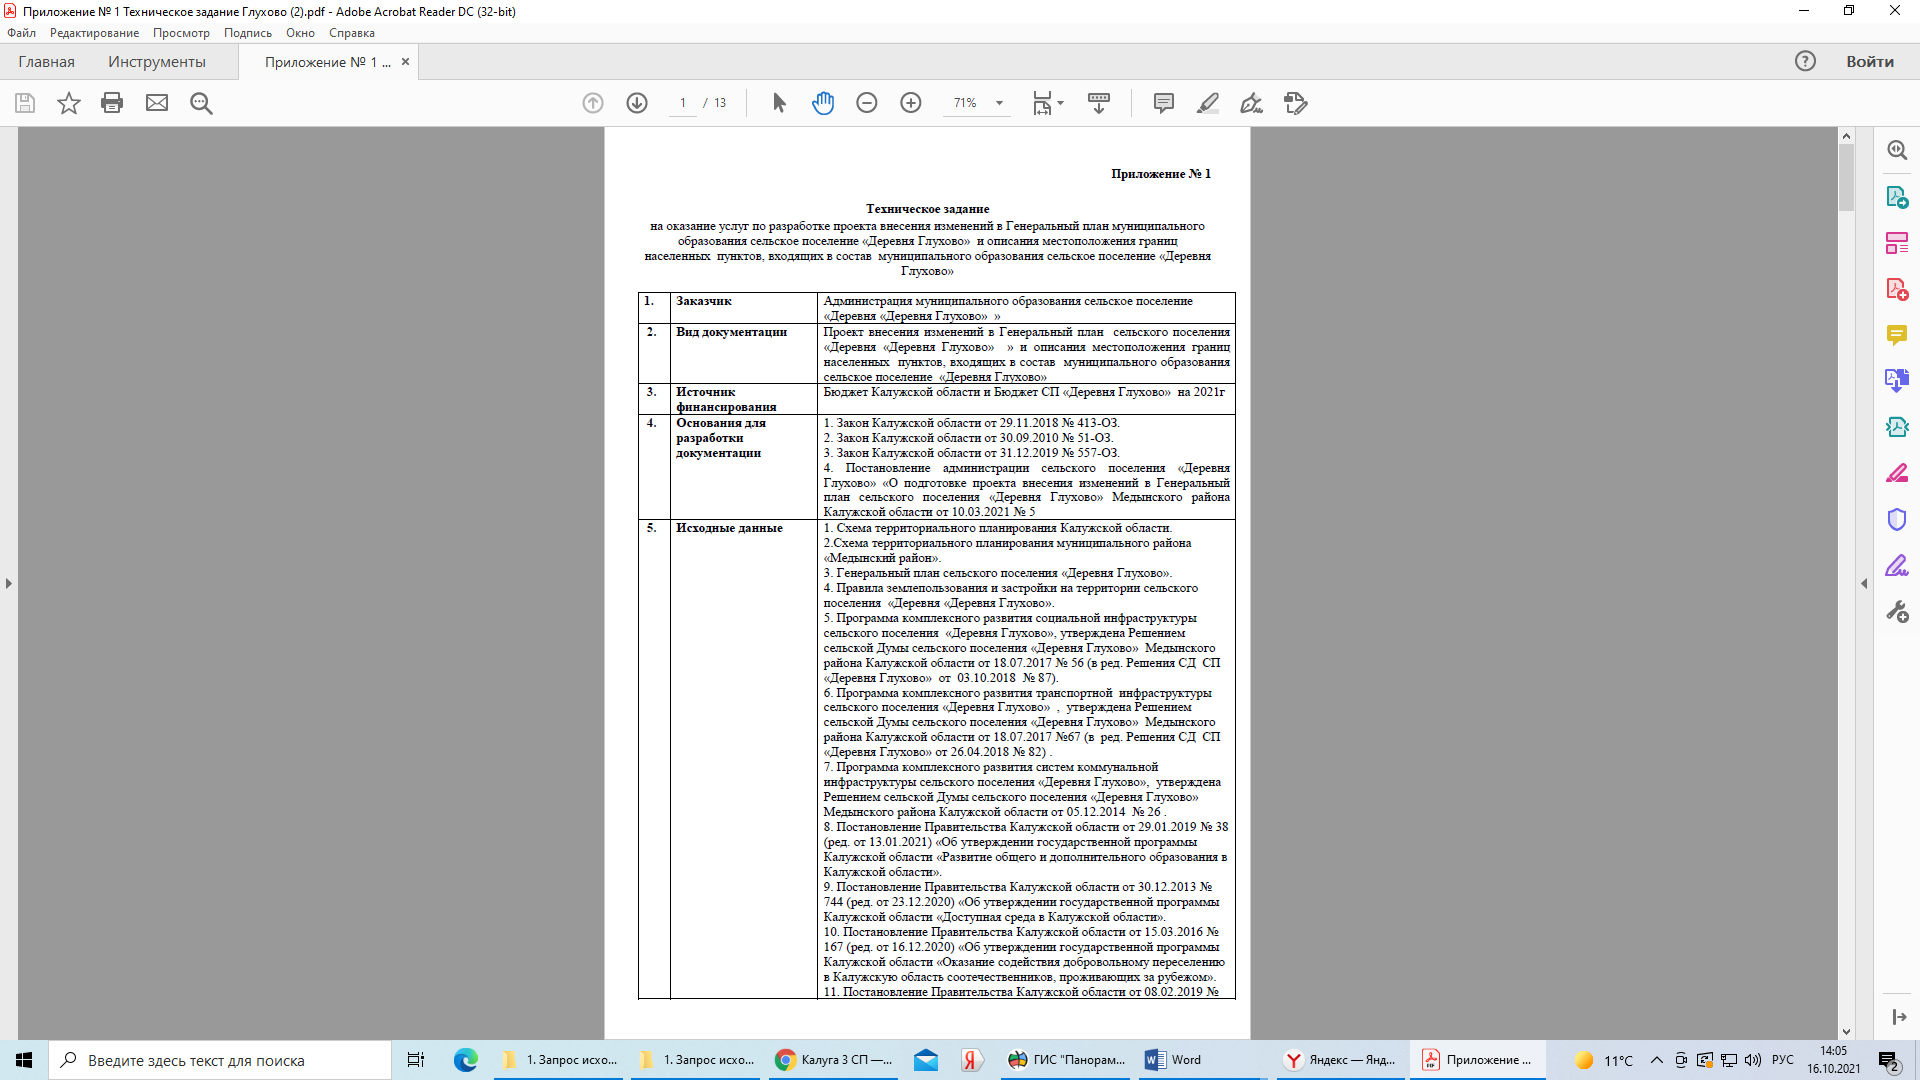 Приложение № 1 Техническое задание Глухово (2).pdf - Adobe Acrobat Reader DC (32-bit)
Файл Редактирование Просмотр Подпись Окно Справка
Главная Инструменты Приложение № 1 ... × Войти
1 / 13 71%
Приложение № 1
Техническое задание
на оказание услуг по разработке проекта внесения изменений в Генеральный план муниципального
образования сельское поселение «Деревня Глухово» и описания местоположения границ
населенных пунктов, входящих в состав муниципального образования сельское поселение «Деревня
Глухово»
1. Заказчик Администрация муниципального образования сельское поселение
«Деревня «Деревня Глухово» »
2. Вид документации Проект внесения изменений в Генеральный план сельского поселения
«Деревня «Деревня Глухово» » и описания местоположения границ
населенных пунктов, входящих в состав муниципального образования
сельское поселение «Деревня Глухово»
3. Источник Бюджет Калужской области и Бюджет СП «Деревня Глухово» на 2021г
финансирования
4. Основания для 1. Закон Калужской области от 29.11.2018 № 413-ОЗ.
разработки 2. Закон Калужской области от 30.09.2010 № 51-ОЗ.
документации 3. Закон Калужской области от 31.12.2019 № 557-ОЗ.
4. Постановление администрации сельского поселения «Деревня
Глухово» «О подготовке проекта внесения изменений в Генеральный
план сельского поселения «Деревня Глухово» Медынского района
Калужской области от 10.03.2021 № 5
5. Исходные данные 1. Схема территориального планирования Калужской области.
2.Схема территориального планирования муниципального района
«Медынский район».
3. Генеральный план сельского поселения «Деревня Глухово».
4. Правила землепользования и застройки на территории сельского
поселения «Деревня «Деревня Глухово».
5. Программа комплексного развития социальной инфраструктуры
сельского поселения «Деревня Глухово», утверждена Решением
сельской Думы сельского поселения «Деревня Глухово» Медынского
района Калужской области от 18.07.2017 № 56 (в ред. Решения СД СП
«Деревня Глухово» от 03.10.2018 № 87).
6. Программа комплексного развития транспортной инфраструктуры
сельского поселения «Деревня Глухово» , утверждена Решением
сельской Думы сельского поселения «Деревня Глухово» Медынского
района Калужской области от 18.07.2017 №67 (в ред. Решения СД СП
«Деревня Глухово» от 26.04.2018 № 82) .
7. Программа комплексного развития систем коммунальной
инфраструктуры сельского поселения «Деревня Глухово», утверждена
Решением сельской Думы сельского поселения «Деревня Глухово»
Медынского района Калужской области от 05.12.2014 № 26 .
8. Постановление Правительства Калужской области от 29.01.2019 № 38
(ред. от 13.01.2021) «Об утверждении государственной программы
Калужской области «Развитие общего и дополнительного образования в
Калужской области».
9. Постановление Правительства Калужской области от 30.12.2013 №
744 (ред. от 23.12.2020) «Об утверждении государственной программы
Калужской области «Доступная среда в Калужской области».
10. Постановление Правительства Калужской области от 15.03.2016 №
167 (ред. от 16.12.2020) «Об утверждении государственной программы
Калужской области «Оказание содействия добровольному переселению
в Калужскую область соотечественников, проживающих за рубежом».
11. Постановление Правительства Калужской области от 08.02.2019 №
Введите здесь текст для поиска 1. Запрос исхо... 1. Запрос исхо... Калуга 3 СП —... Я ГИС "Панорам... Word Яндекс — Янд... Приложение ... 11°C РУС 14:05
16.10.2021 2